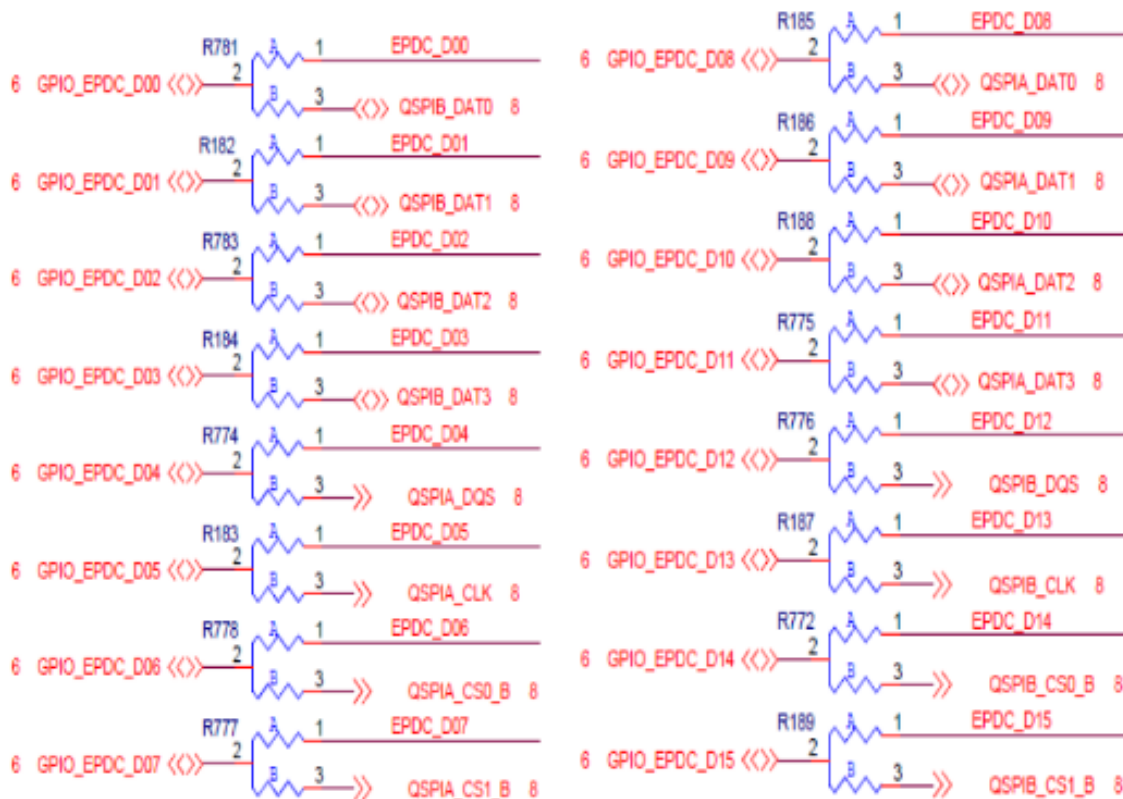 R781 A 1 EPDC_D00
6 GPIO_EPDC_D00 2
B 3 QSPIB_DAT0 8
R182 A 1 EPDC_D01
6 GPIO_EPDC_D01 2
B 3 QSPIB_DAT1 8
R783 A 1 EPDC_D02
6 GPIO_EPDC_D02 2
B 3 QSPIB_DAT2 8
R184 A 1 EPDC_D03
6 GPIO_EPDC_D03 2
B 3 QSPIB_DAT3 8
R774 A 1 EPDC_D04
6 GPIO_EPDC_D04 2
B 3 QSPIA_DQS 8
R183 A 1 EPDC_D05
6 GPIO_EPDC_D05 2
B 3 QSPIA_CLK 8
R778 A 1 EPDC_D06
6 GPIO_EPDC_D06 2
B 3 QSPIA_CS0_B 8
R777 A 1 EPDC_D07
6 GPIO_EPDC_D07 2
B 3 QSPIA_CS1_B 8
R185 A 1 EPDC_D08
6 GPIO_EPDC_D08 2
B 3 QSPIA_DAT0 8
R186 A 1 EPDC_D09
6 GPIO_EPDC_D09 2
B 3 QSPIA_DAT1 8
R188 A 1 EPDC_D10
6 GPIO_EPDC_D10 2
B 3 QSPIA_DAT2 8
R775 A 1 EPDC_D11
6 GPIO_EPDC_D11 2
B 3 QSPIA_DAT3 8
R776 A 1 EPDC_D12
6 GPIO_EPDC_D12 2
B 3 QSPIB_DQS 8
R187 A 1 EPDC_D13
6 GPIO_EPDC_D13 2
B 3 QSPIB_CLK 8
R772 A 1 EPDC_D14
6 GPIO_EPDC_D14 2
B 3 QSPIB_CS0_B 8
R189 A 1 EPDC_D15
6 GPIO_EPDC_D15 2
B 3 QSPIB_CS1_B 8